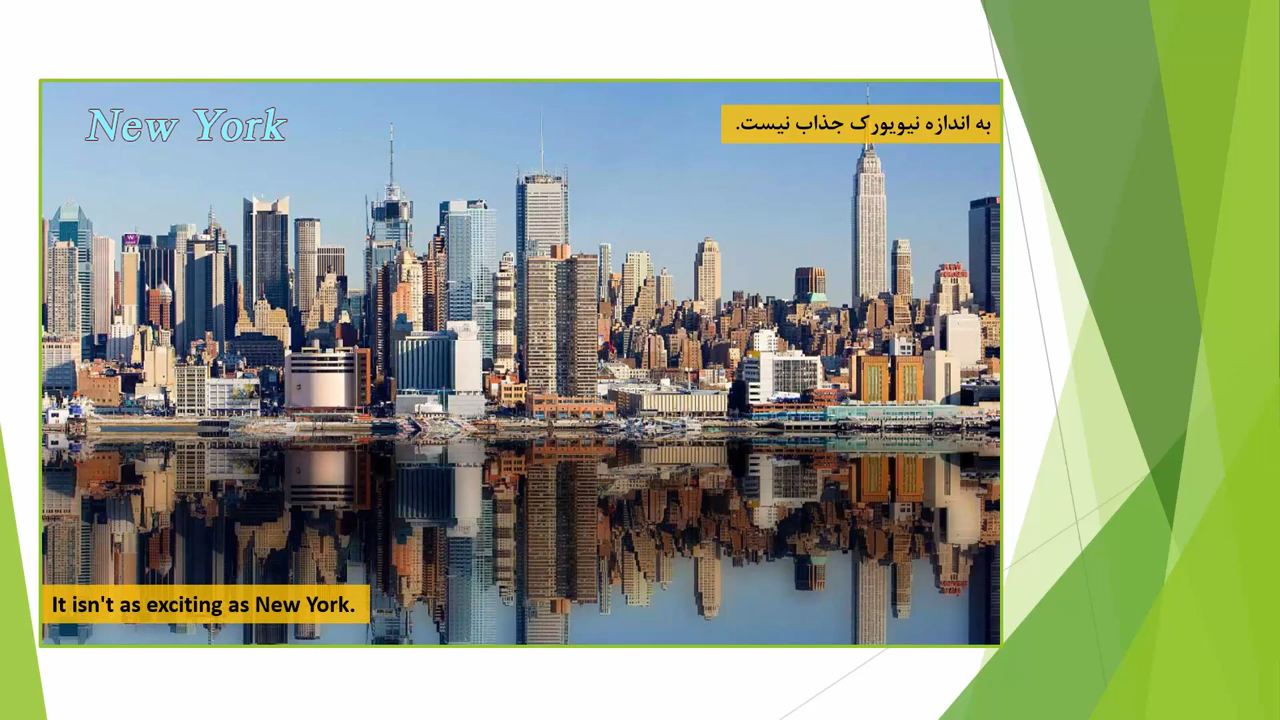 New York
به اندازه نیویورک جذاب نیست.
It isn't as exciting as New York.